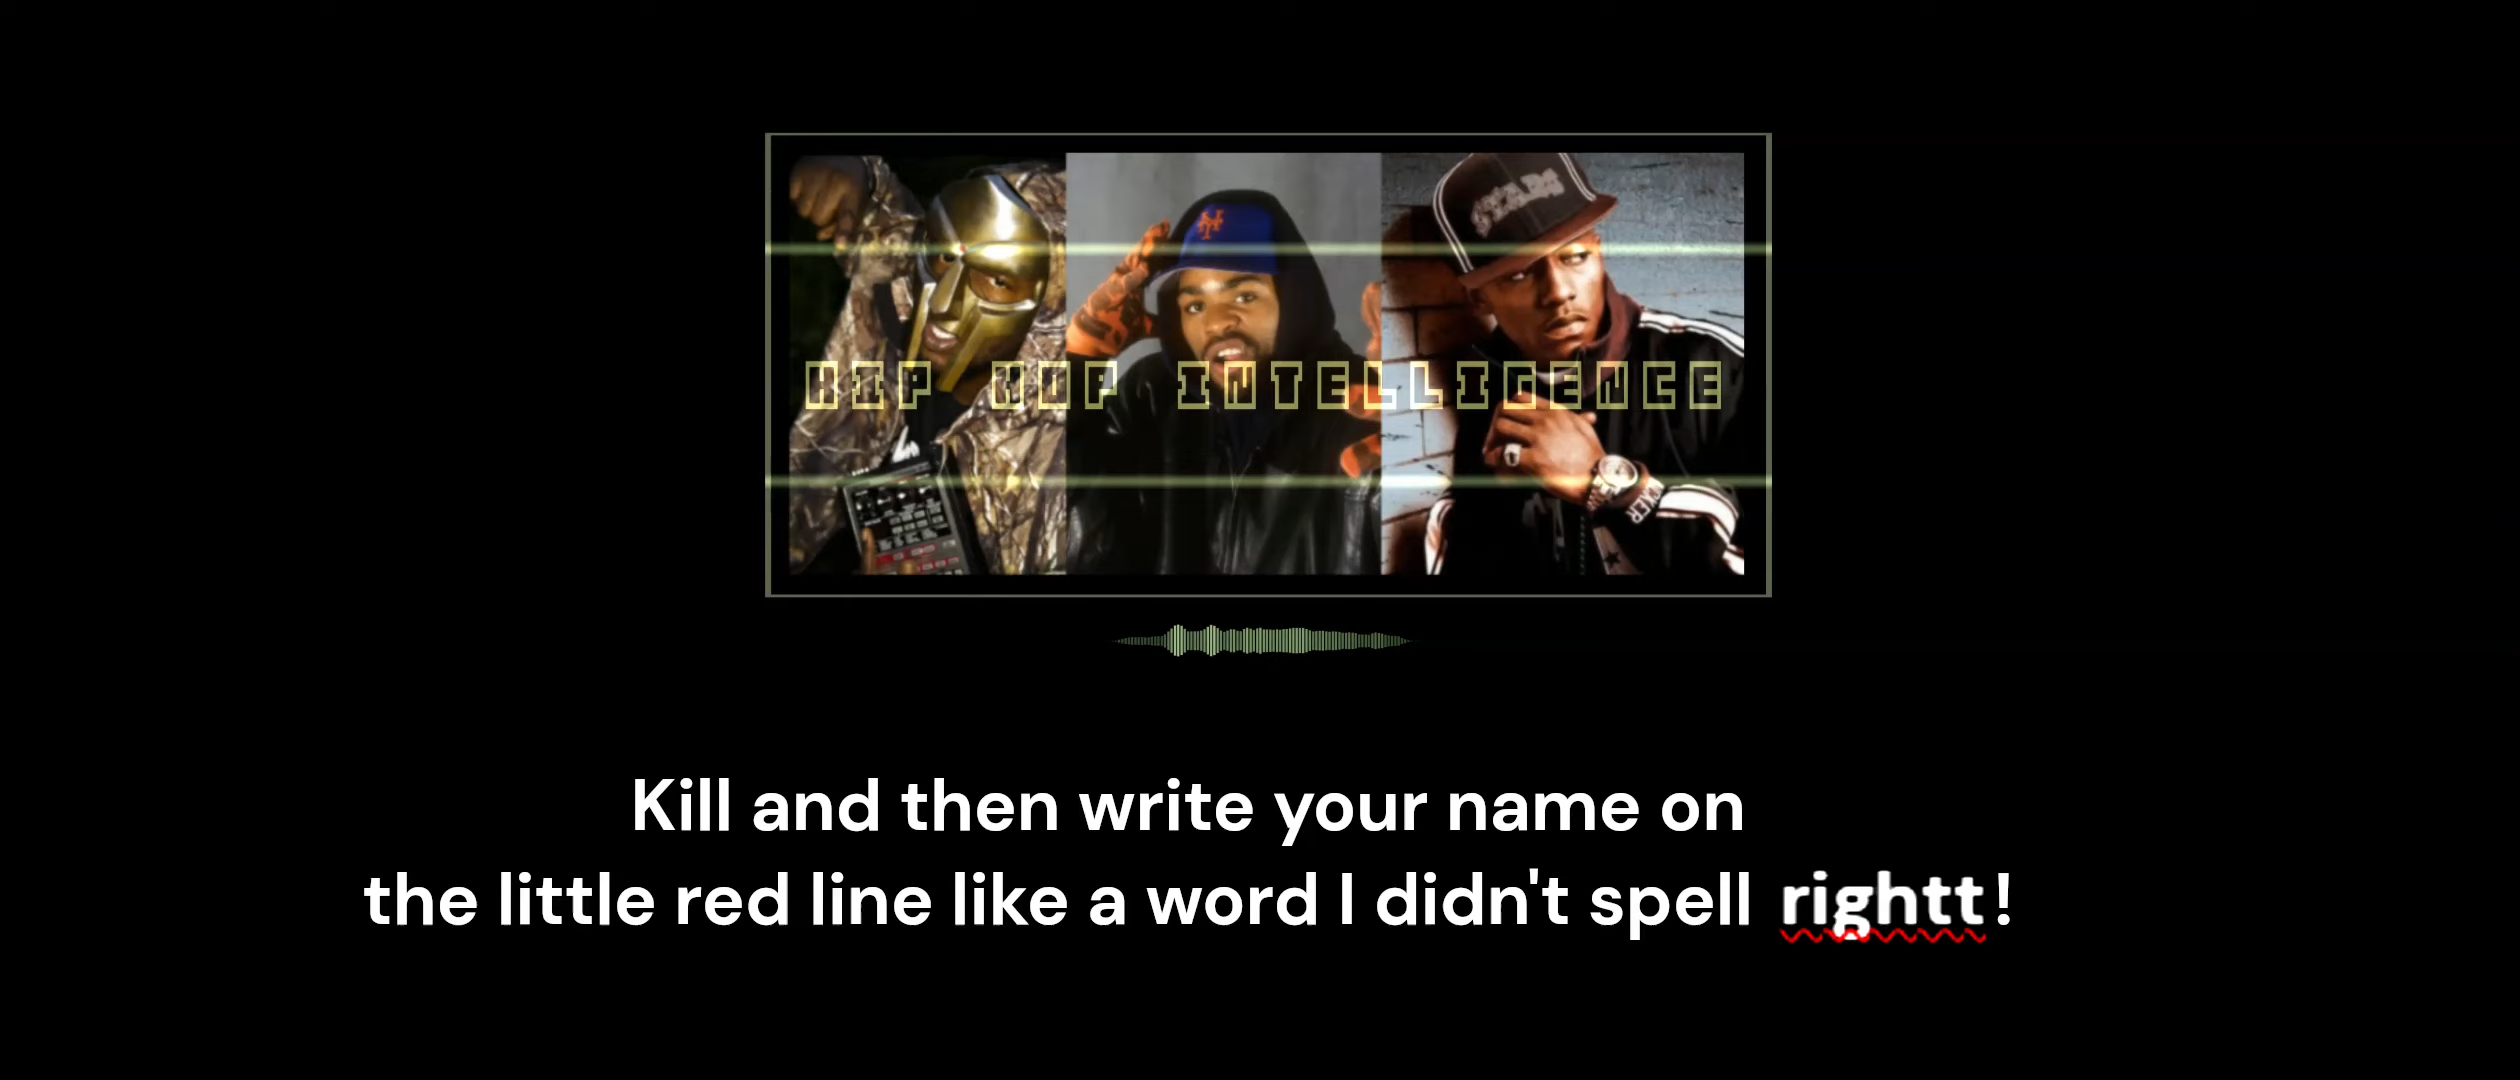 STARS
HIP HOP INTELLIGENCE
Kill and then write your name on
the little red line like a word I didn't spell rightt!